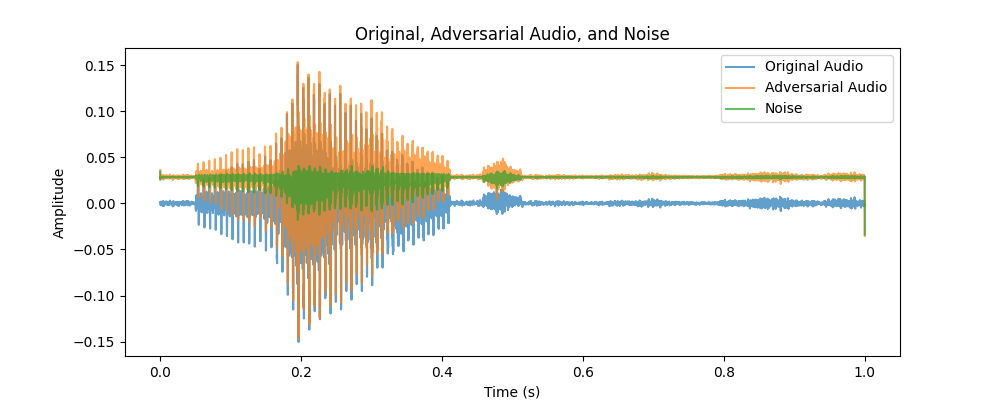 Original, Adversarial Audio, and Noise
Original Audio
Adversarial Audio
Noise
Amplitude
0.15
0.10
0.05
0.00
−0.05
−0.10
−0.15
0.0 0.2 0.4 0.6 0.8 1.0
Time (s)